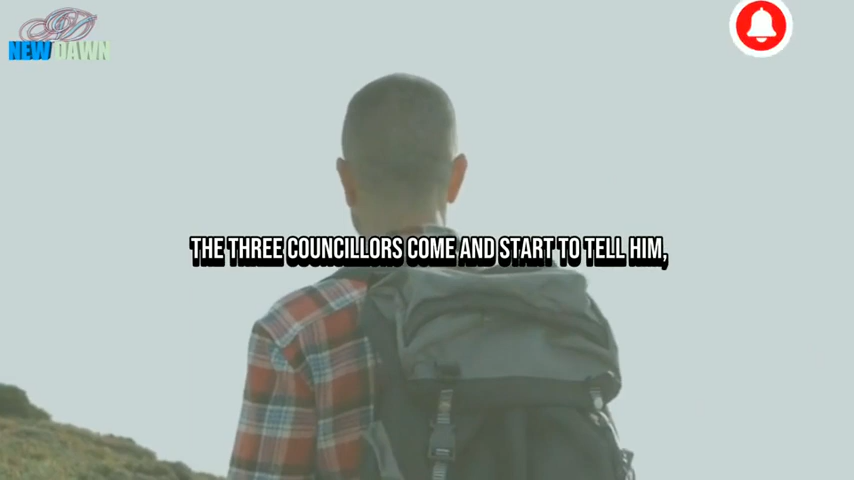 NEW DAWN
THE THREE COUNCILLORS COME AND START TO TELL HIM,